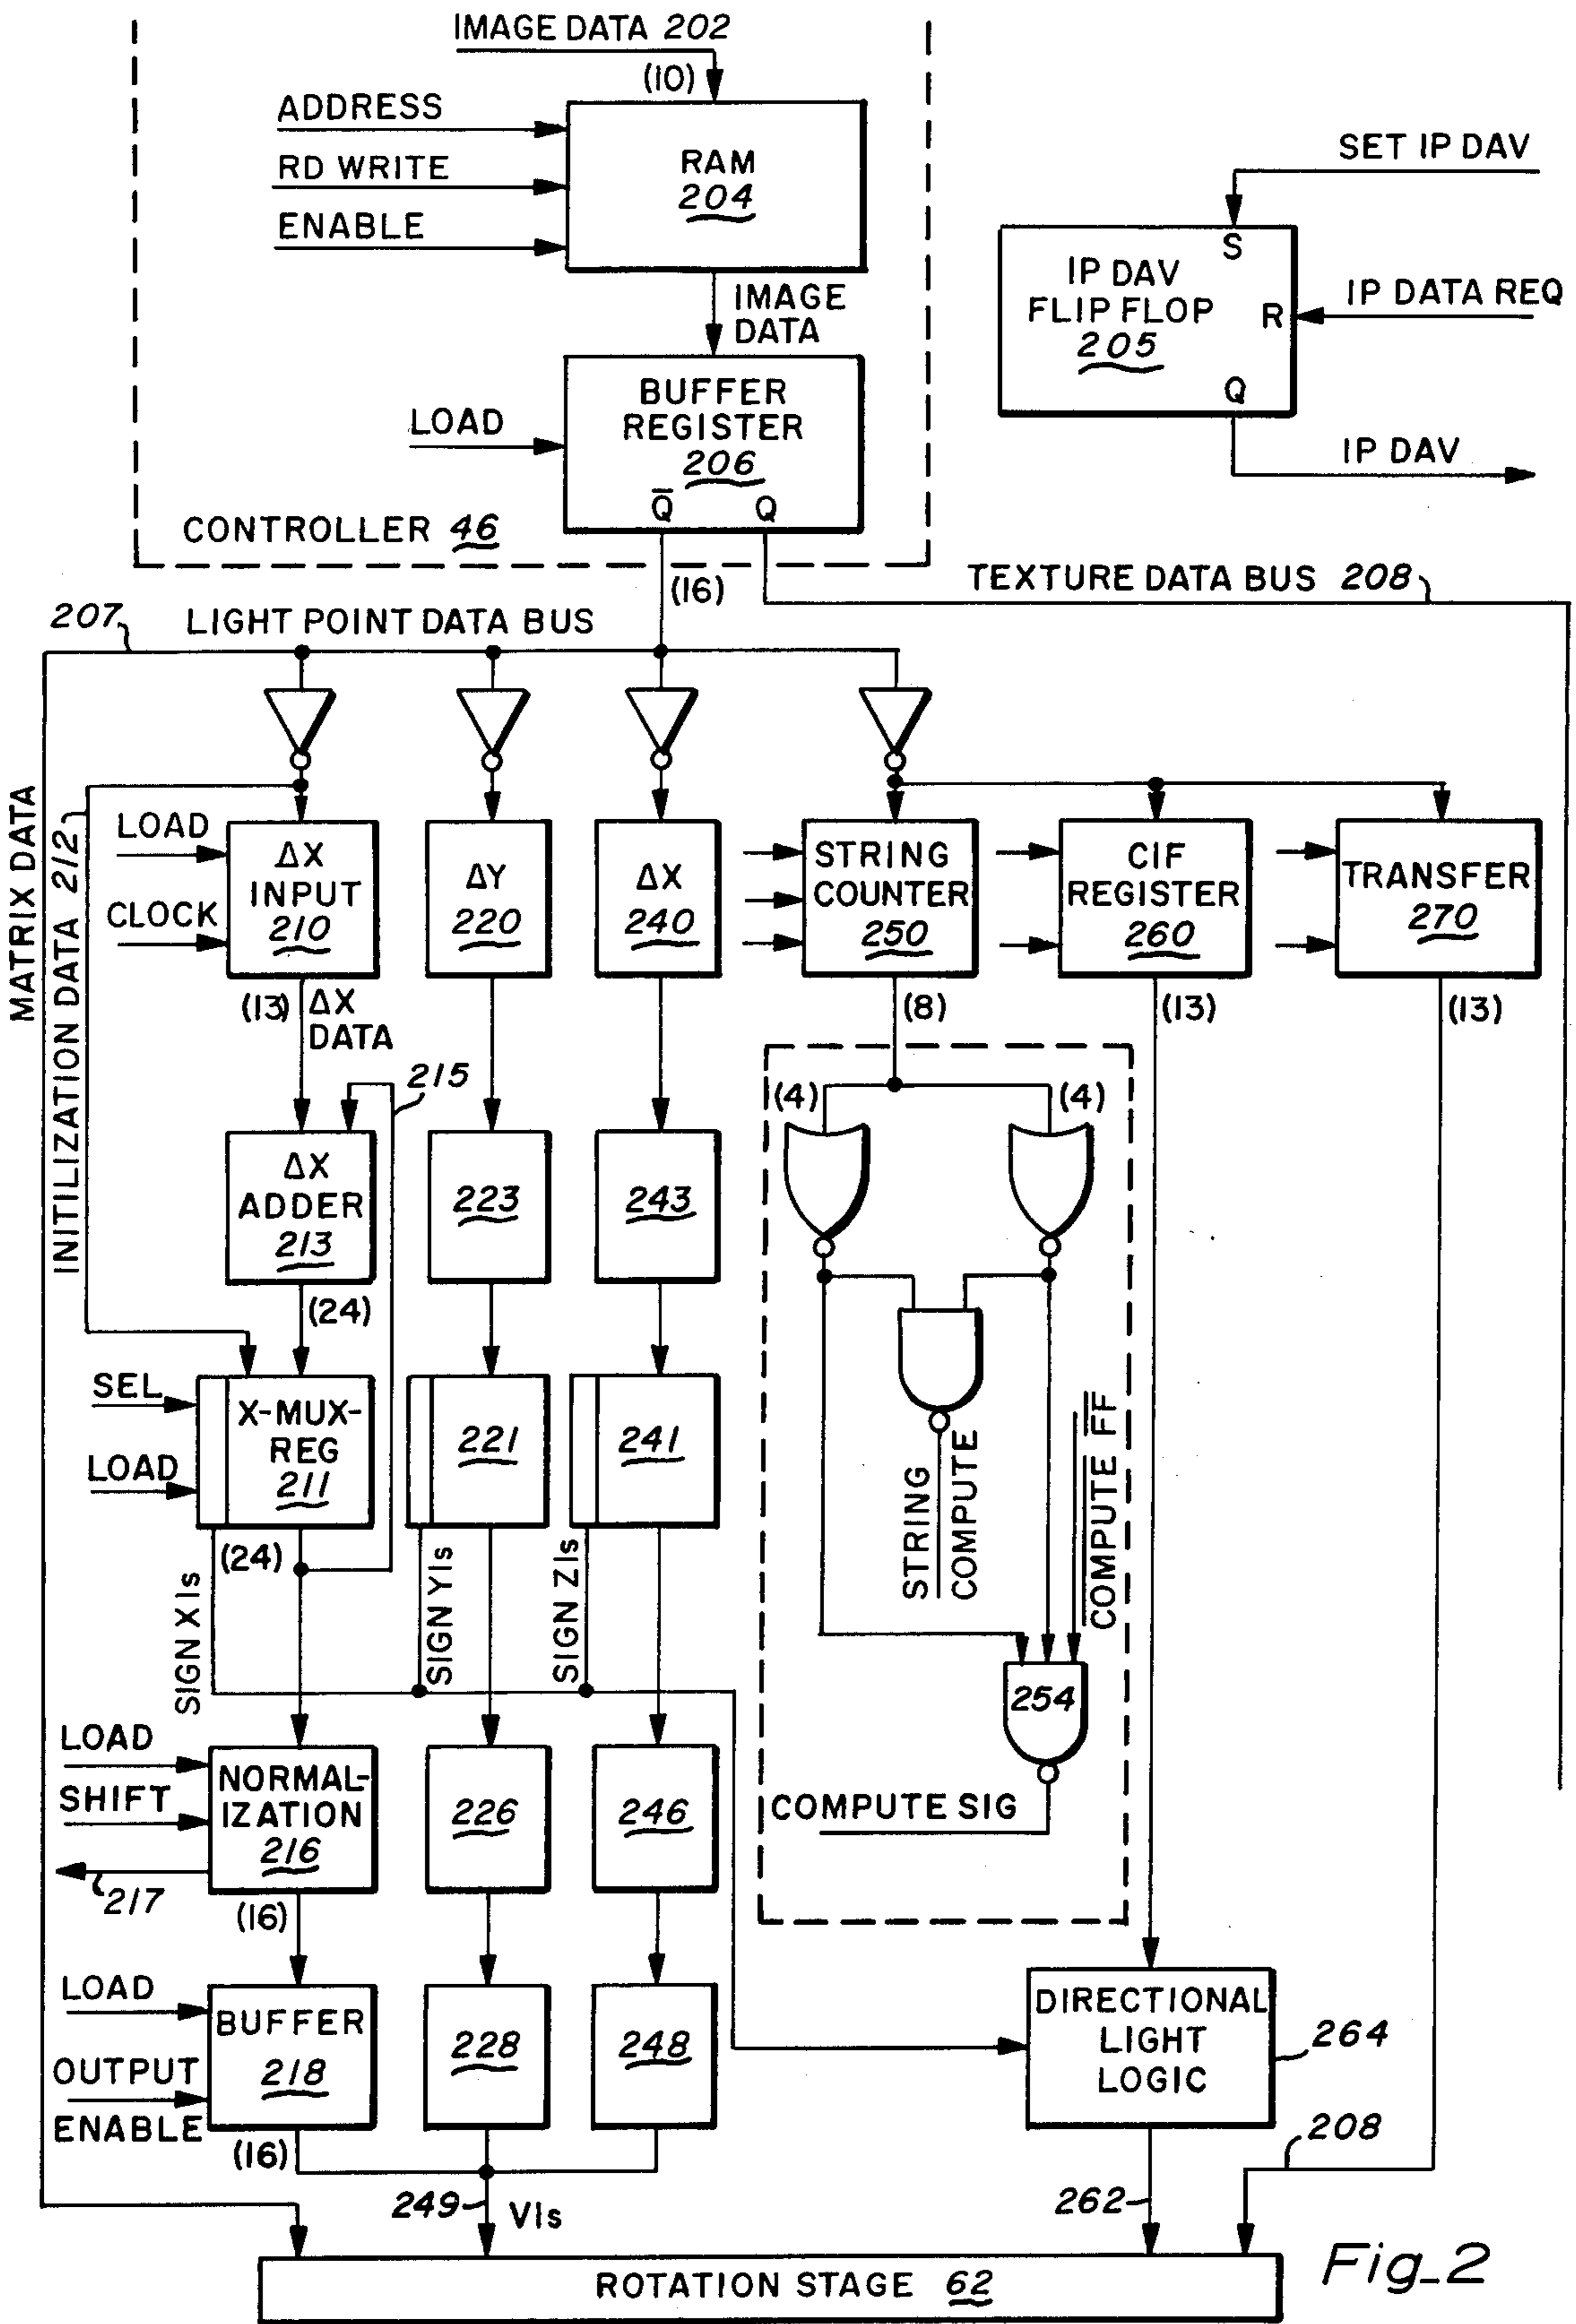 IMAGE DATA 202
(10)
ADDRESS
RD WRITE
ENABLE
RAM
204
IMAGE
DATA
LOAD
BUFFER
REGISTER
206
Q̅ Q
CONTROLLER 46
SET IP DAV
S
IP DAV
FLIP FLOP
205
R
IP DATA REQ
Q
IP DAV
(16)
TEXTURE DATA BUS 208
207
LIGHT POINT DATA BUS
MATRIX DATA
INITILIZATION DATA 212
LOAD
CLOCK
ΔX
INPUT
210
ΔY
220
ΔX
240
STRING
COUNTER
250
CIF
REGISTER
260
TRANSFER
270
(13)
ΔX
DATA
(8)
(13)
(13)
215
(4)
(4)
ΔX
ADDER
213
223
243
(24)
SEL
LOAD
X-MUX-
REG
211
221
241
(24)
SIGN XIs
SIGN YIs
SIGN ZIs
STRING
COMPUTE
COMPUTE FF
254
COMPUTE SIG
LOAD
SHIFT
217
NORMAL-
IZATION
216
226
246
(16)
LOAD
OUTPUT
ENABLE
BUFFER
218
228
248
(16)
DIRECTIONAL
LIGHT
LOGIC
264
208
249
VIs
262
ROTATION STAGE 62
Fig_2